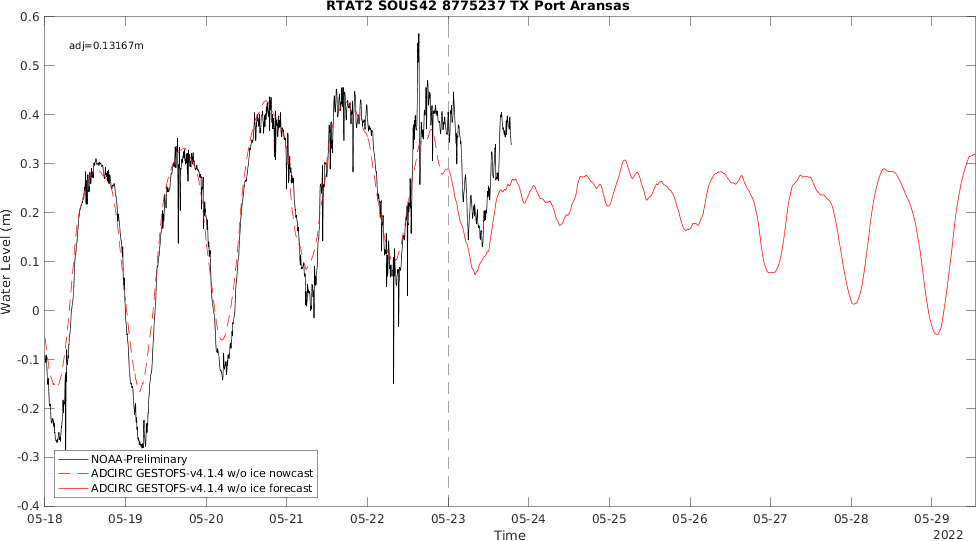 RTAT2 SOUS42 8775237 TX Port Aransas
adj=0.13167m
0.6
0.5
0.4
0.3
0.2
0.1
0
-0.1
-0.2
-0.3
-0.4
Water Level (m)
NOAA-Preliminary
ADCIRC GESTOFS-v4.1.4 w/o ice nowcast
ADCIRC GESTOFS-v4.1.4 w/o ice forecast
05-18 05-19 05-20 05-21 05-22 05-23 05-24 05-25 05-26 05-27 05-28 05-29
Time
2022